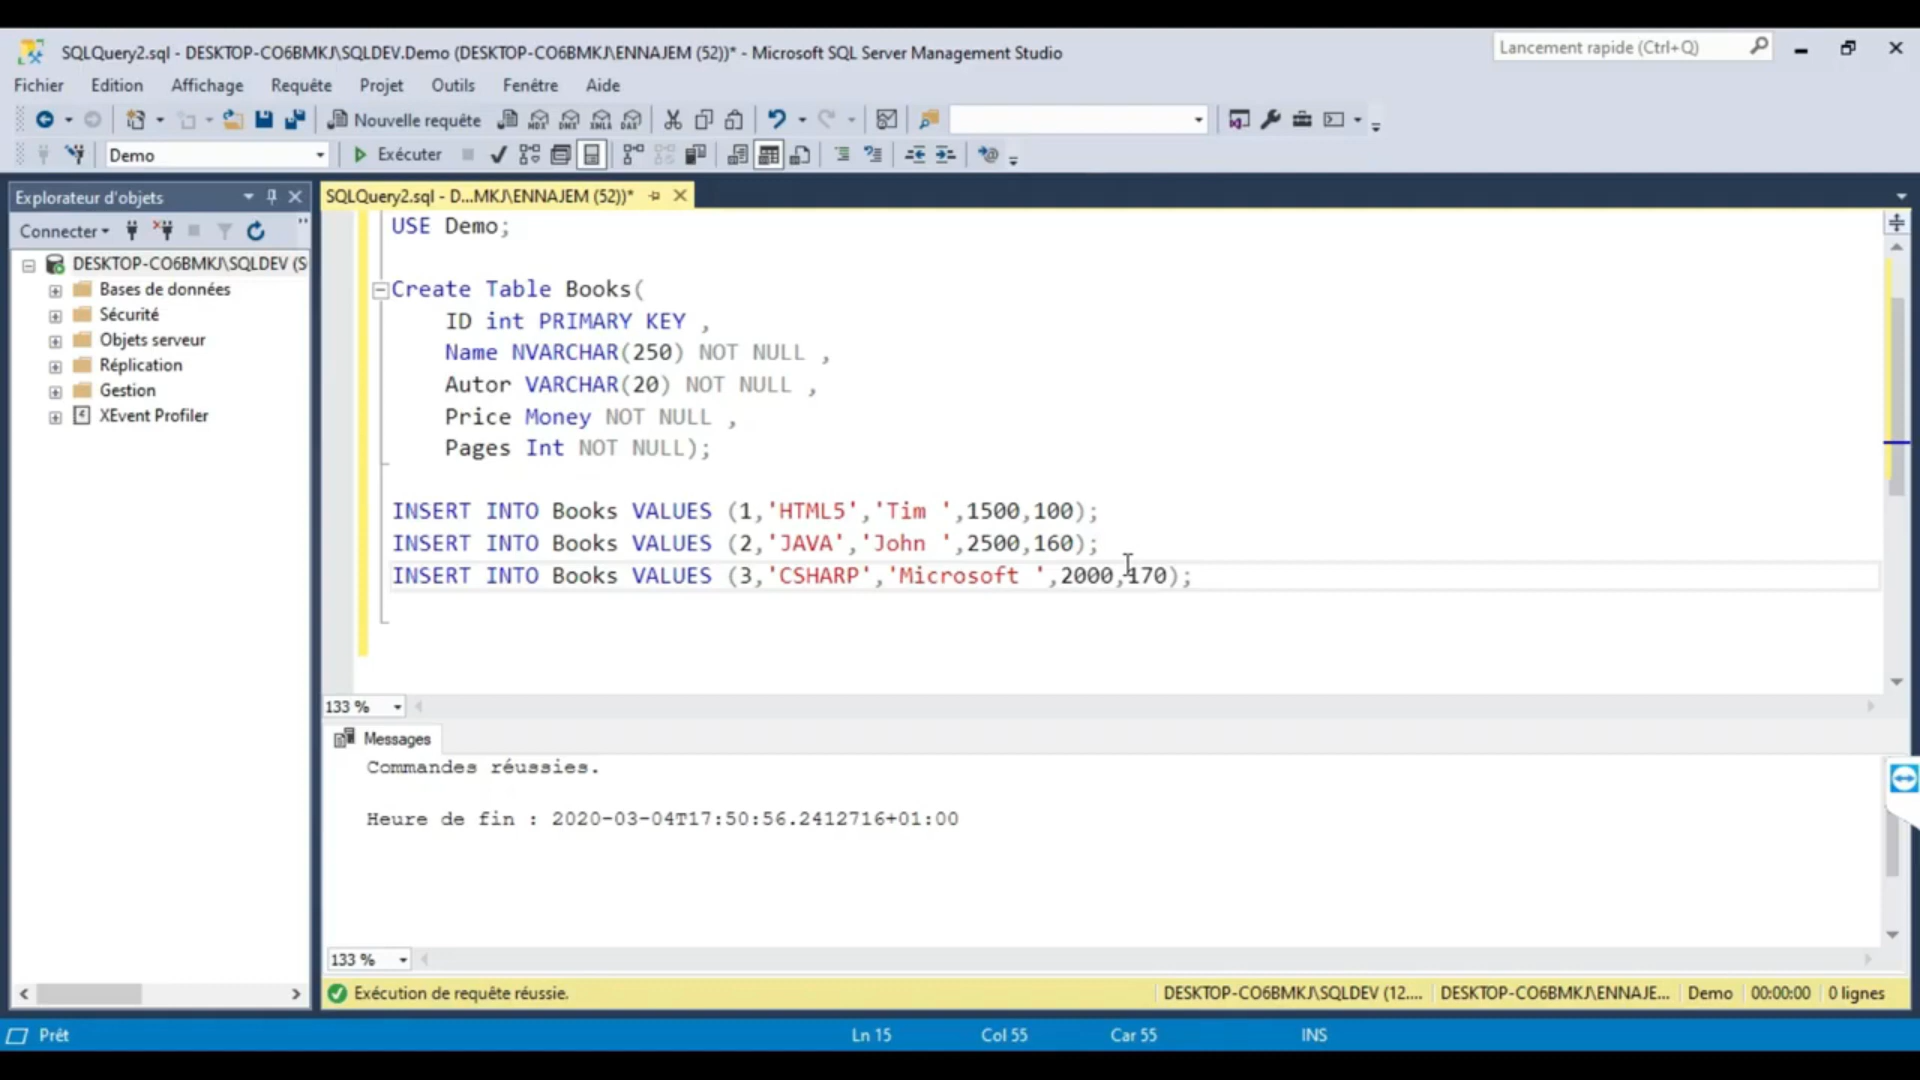 SQLQuery2.sql - DESKTOP-CO6BMKJ\SQLDEV.Demo (DESKTOP-CO6BMKJ\ENNAJEM (52))* - Microsoft SQL Server Management Studio
Lancement rapide (Ctrl+Q)
Fichier Edition Affichage Requête Projet Outils Fenêtre Aide
Nouvelle requête
MDX DMX XMLA DAX
Demo
Exécuter
Explorateur d'objets
SQLQuery2.sql - D...MKJ\ENNAJEM (52))*
Connecter
DESKTOP-CO6BMKJ\SQLDEV (S
Bases de données
Sécurité
Objets serveur
Réplication
Gestion
XEvent Profiler
USE Demo;
Create Table Books(
ID int PRIMARY KEY ,
Name NVARCHAR(250) NOT NULL ,
Autor VARCHAR(20) NOT NULL ,
Price Money NOT NULL ,
Pages Int NOT NULL);
INSERT INTO Books VALUES (1,'HTML5','Tim ',1500,100);
INSERT INTO Books VALUES (2,'JAVA','John ',2500,160);
INSERT INTO Books VALUES (3,'CSHARP','Microsoft ',2000,170);
133 %
Messages
Commandes réussies.
Heure de fin : 2020-03-04T17:50:56.2412716+01:00
133 %
Exécution de requête réussie.
DESKTOP-CO6BMKJ\SQLDEV (12.... DESKTOP-CO6BMKJ\ENNAJE... Demo 00:00:00 0 lignes
Prêt
Ln 15 Col 55 Car 55 INS